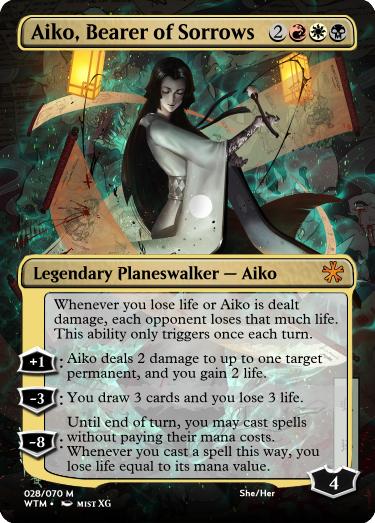 Aiko, Bearer of Sorrows 2
Legendary Planeswalker — Aiko
Whenever you lose life or Aiko is dealt
damage, each opponent loses that much life.
This ability only triggers once each turn.
+1: Aiko deals 2 damage to up to one target
permanent, and you gain 2 life.
-3: You draw 3 cards and you lose 3 life.
Until end of turn, you may cast spells
-8: without paying their mana costs.
Whenever you cast a spell this way, you
lose life equal to its mana value.
4
028/070 M
She/Her
WTM • MIST XG